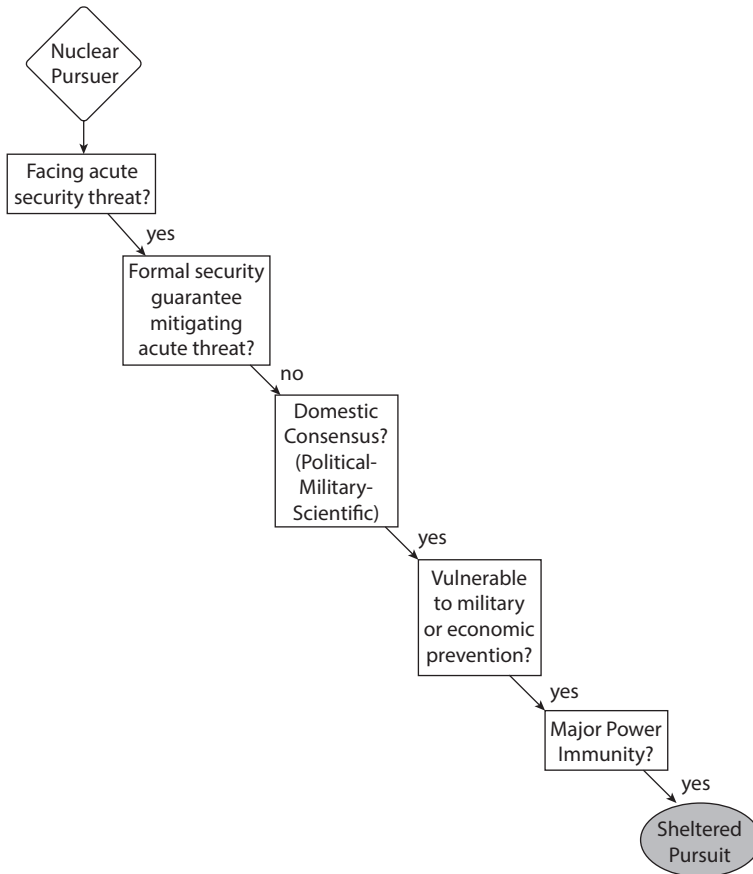 Nuclear
Pursuer
Facing acute
security threat?
yes
Formal security
guarantee
mitigating
acute threat?
no
Domestic
Consensus?
(Political-
Military-
Scientific)
yes
Vulnerable
to military
or economic
prevention?
yes
Major Power
Immunity?
yes
Sheltered
Pursuit